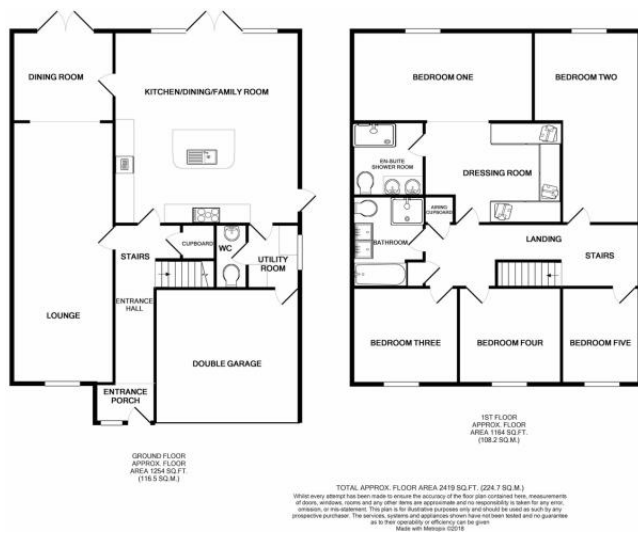 DINING ROOM
KITCHEN/DINING/FAMILY ROOM
CUPBOARD
WC
STAIRS
UTILITY
ROOM
ENTRANCE
HALL
LOUNGE
DOUBLE GARAGE
ENTRANCE
PORCH
GROUND FLOOR
APPROX. FLOOR
AREA 1254 SQ.FT.
(116.5 SQ.M.)
BEDROOM ONE
BEDROOM TWO
EN-SUITE
SHOWER ROOM
DRESSING ROOM
AIRING
CUPBOARD
BATHROOM
LANDING
STAIRS
BEDROOM THREE
BEDROOM FOUR
BEDROOM FIVE
1ST FLOOR
APPROX. FLOOR
AREA 1164 SQ.FT.
(108.2 SQ.M.)
TOTAL APPROX. FLOOR AREA 2419 SQ.FT. (224.7 SQ.M.)
Whilst every attempt has been made to ensure the accuracy of the floor plan contained here, measurements
of doors, windows, rooms and any other items are approximate and no responsibility is taken for any error,
omission, or mis-statement. This plan is for illustrative purposes only and should be used as such by any
prospective purchaser. The services, systems and appliances shown have not been tested and no guarantee
as to their operability or efficiency can be given
Made with Metropix ©2018